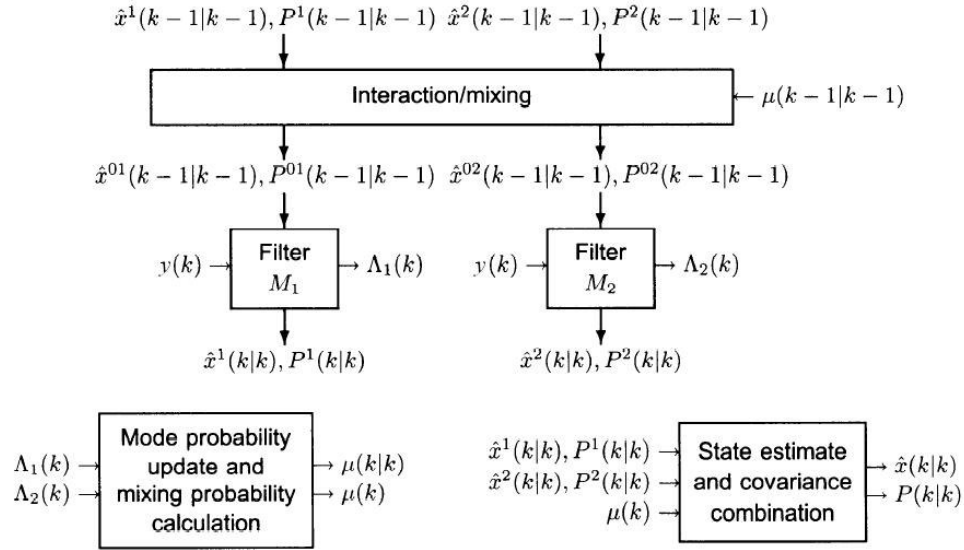 x̂¹(k − 1|k − 1), P¹(k − 1|k − 1) x̂²(k − 1|k − 1), P²(k − 1|k − 1)
Interaction/mixing ← μ(k − 1|k − 1)
x̂⁰¹(k − 1|k − 1), P⁰¹(k − 1|k − 1) x̂⁰²(k − 1|k − 1), P⁰²(k − 1|k − 1)
Filter
y(k) → M₁ → Λ₁(k)
Filter
y(k) → M₂ → Λ₂(k)
x̂¹(k|k), P¹(k|k) x̂²(k|k), P²(k|k)
Λ₁(k) →
Λ₂(k) →
Mode probability
update and
mixing probability
calculation
→ μ(k|k)
→ μ(k)
x̂¹(k|k), P¹(k|k) →
x̂²(k|k), P²(k|k) →
μ(k) →
State estimate
and covariance
combination
→ x̂(k|k)
→ P(k|k)